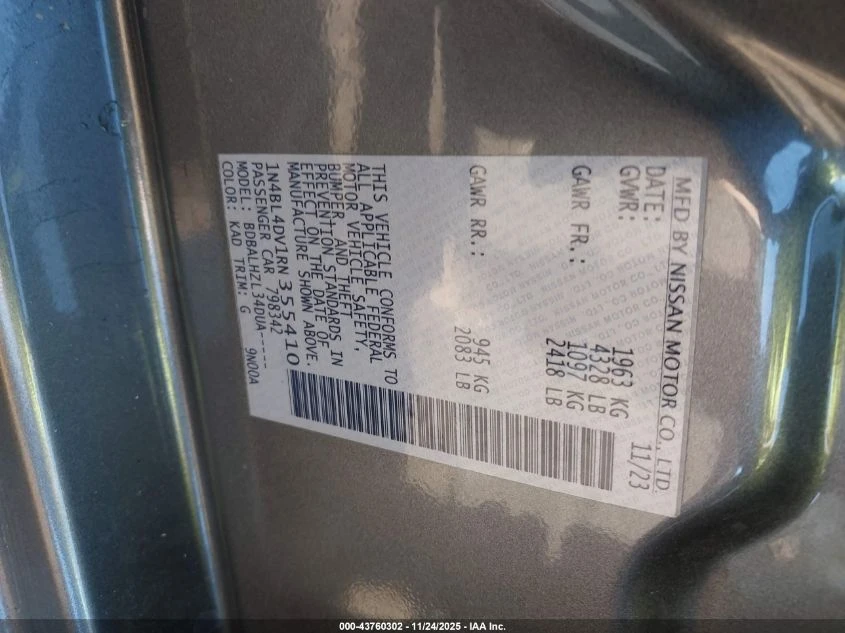 MFD BY NISSAN MOTOR CO., LTD.
DATE: 11/23
GVWR: 1963 KG
4328 LB
GAWR FR.: 1097 KG
2418 LB
GAWR RR.: 945 KG
2083 LB
THIS VEHICLE CONFORMS TO
ALL APPLICABLE FEDERAL
MOTOR VEHICLE SAFETY,
BUMPER AND THEFT
PREVENTION STANDARDS IN
EFFECT ON THE DATE OF
MANUFACTURE SHOWN ABOVE.
1N4BL4DV1RN355410
PASSENGER CAR 798342
MODEL: BDBALHZL34DUA-----
COLOR: KAD TRIM: G 9N00A
000-43760302 - 11/24/2025 - IAA Inc.